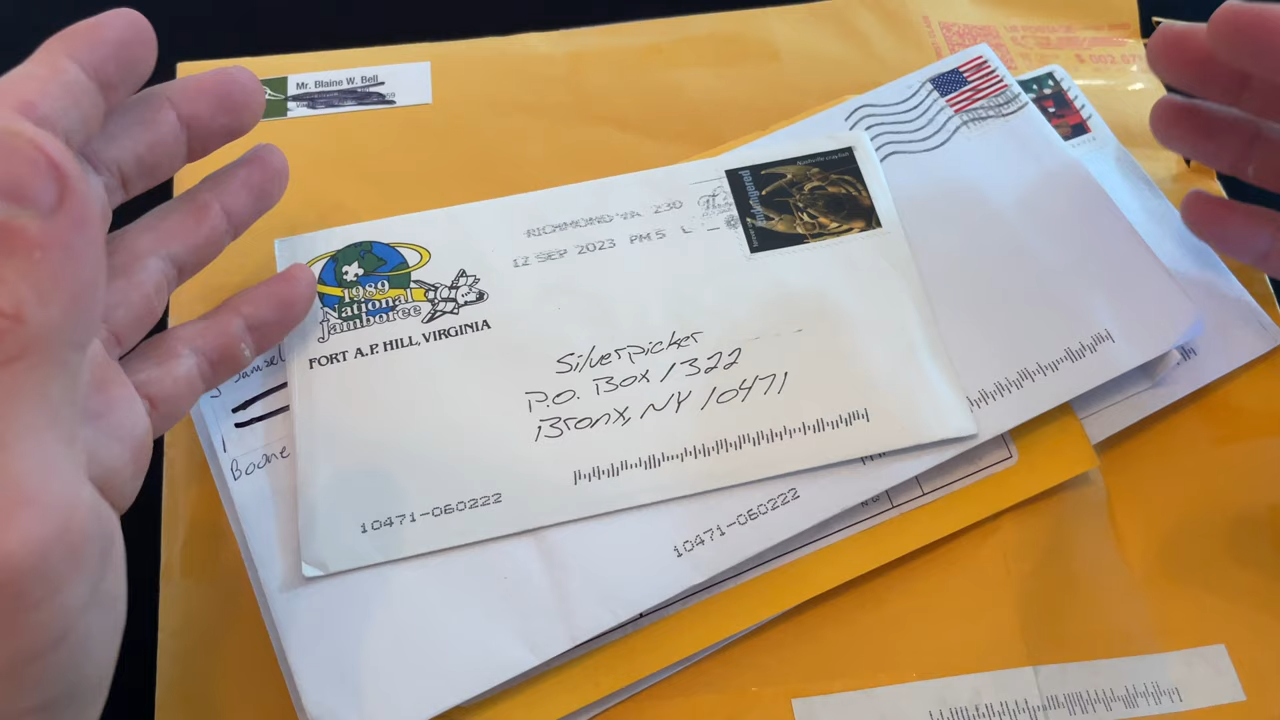 Mr. Blaine W. Bell
RICHMOND VA 230
12 SEP 2023 PM 5 L
Nashville crayfish
endangered
1989
National
Jamboree
FORT A.P. HILL, VIRGINIA
Silverpicker
P.O. Box 1322
Bronx, NY 10471
10471-060222
Boone
10471-060222